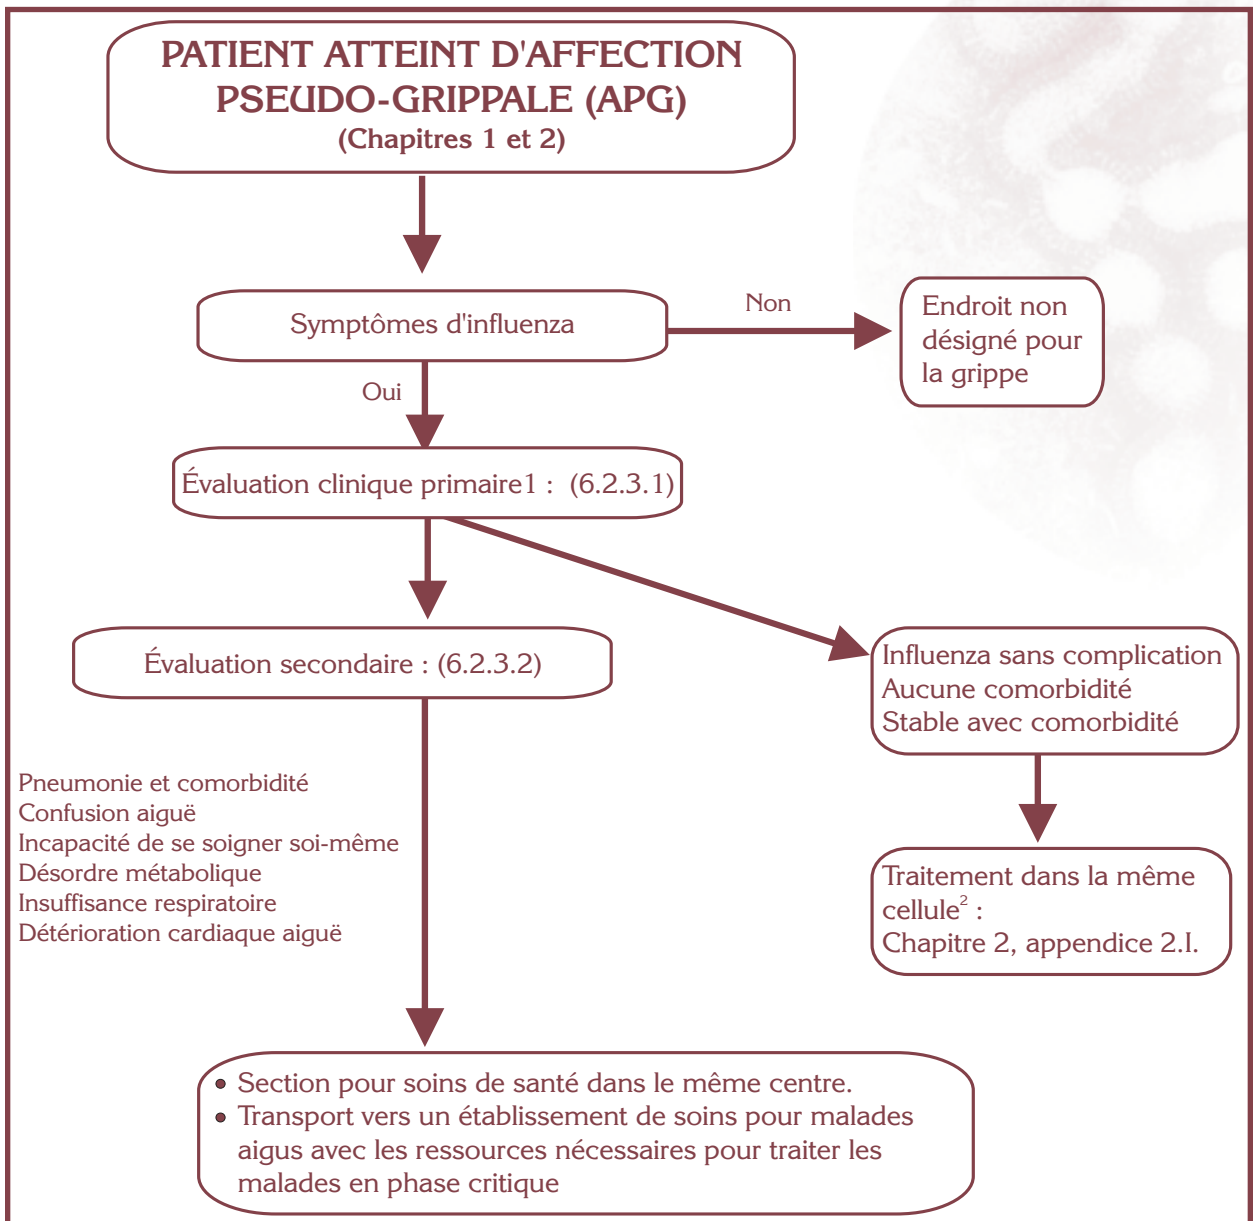 PATIENT ATTEINT D'AFFECTION
PSEUDO-GRIPPALE (APG)
(Chapitres 1 et 2)
Symptômes d'influenza
Non
Endroit non
désigné pour
la grippe
Oui
Évaluation clinique primaire1 : (6.2.3.1)
Évaluation secondaire : (6.2.3.2)
Influenza sans complication
Aucune comorbidité
Stable avec comorbidité
Pneumonie et comorbidité
Confusion aiguë
Incapacité de se soigner soi-même
Désordre métabolique
Insuffisance respiratoire
Détérioration cardiaque aiguë
Traitement dans la même
cellule² :
Chapitre 2, appendice 2.I.
• Section pour soins de santé dans le même centre.
• Transport vers un établissement de soins pour malades
aigus avec les ressources nécessaires pour traiter les
malades en phase critique